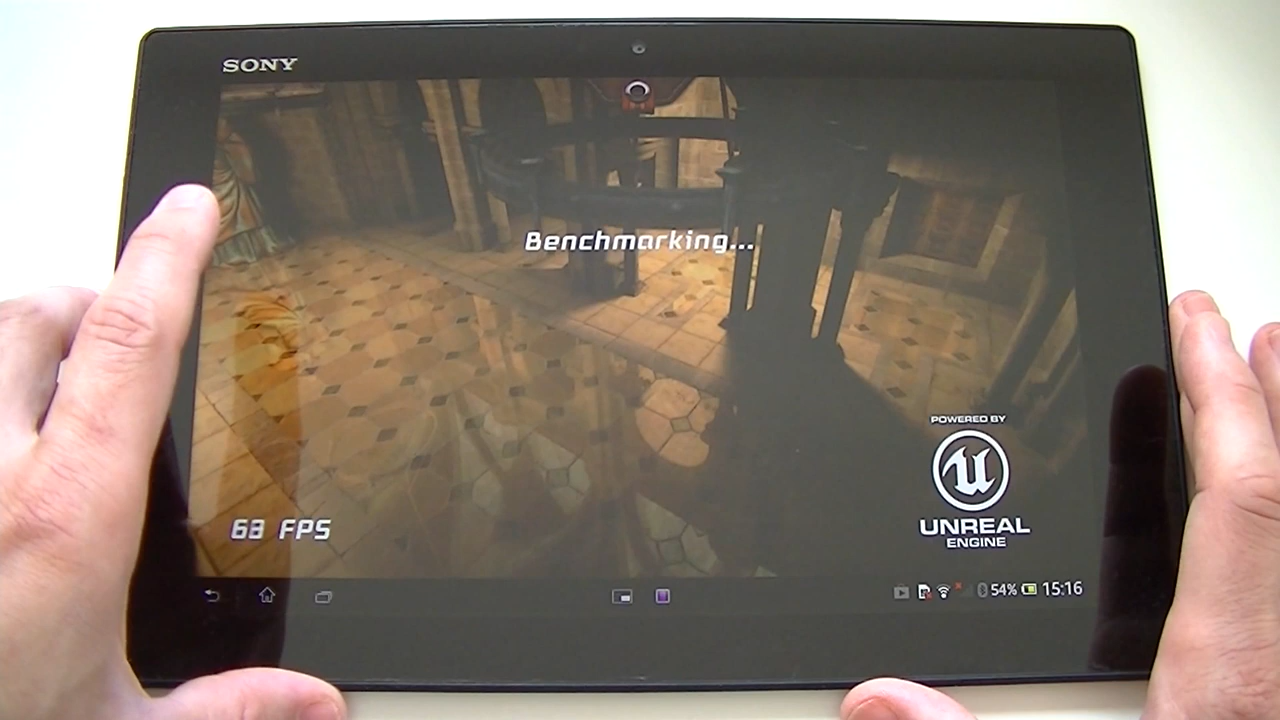 SONY
Benchmarking...
POWERED BY
UNREAL
ENGINE
68 FPS
54% 15:16